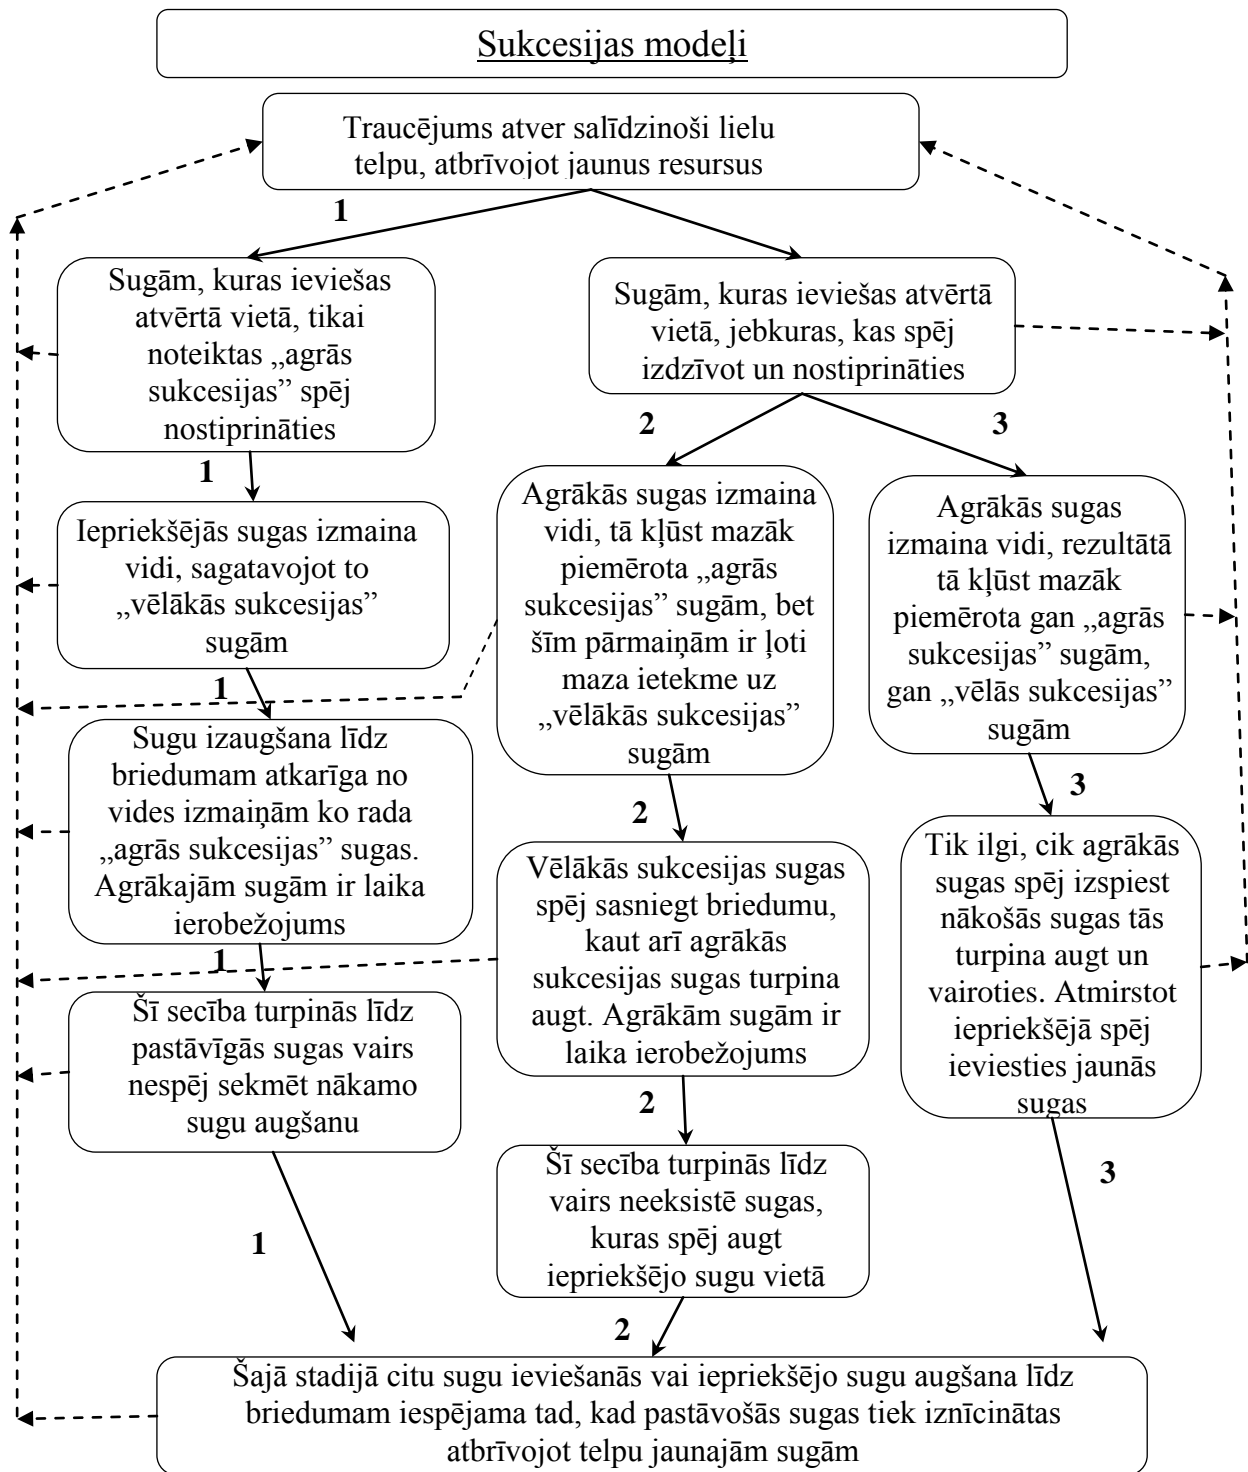 Sukcesijas modeļi
Traucējums atver salīdzinoši lielu
telpu, atbrīvojot jaunus resursus
1
Sugām, kuras ieviešas
atvērtā vietā, tikai
noteiktas „agrās
sukcesijas” spēj
nostiprināties
1
Iepriekšējās sugas izmaina
vidi, sagatavojot to
„vēlākās sukcesijas”
sugām
1
Sugu izaugšana līdz
briedumam atkarīga no
vides izmaiņām ko rada
„agrās sukcesijas” sugas.
Agrākajām sugām ir laika
ierobežojums
1
Šī secība turpinās līdz
pastāvīgās sugas vairs
nespēj sekmēt nākamo
sugu augšanu
1
Sugām, kuras ieviešas atvērtā
vietā, jebkuras, kas spēj
izdzīvot un nostiprināties
2
Agrākās sugas izmaina
vidi, tā kļūst mazāk
piemērota „agrās
sukcesijas” sugām, bet
šīm pārmaiņām ir ļoti
maza ietekme uz
„vēlākās sukcesijas”
sugām
2
Vēlākās sukcesijas sugas
spēj sasniegt briedumu,
kaut arī agrākās
sukcesijas sugas turpina
augt. Agrākām sugām ir
laika ierobežojums
2
Šī secība turpinās līdz
vairs neeksistē sugas,
kuras spēj augt
iepriekšējo sugu vietā
2
3
Agrākās sugas
izmaina vidi, rezultātā
tā kļūst mazāk
piemērota gan „agrās
sukcesijas” sugām,
gan „vēlās sukcesijas”
sugām
3
Tik ilgi, cik agrākās
sugas spēj izspiest
nākošās sugas tās
turpina augt un
vairoties. Atmirstot
iepriekšējā spēj
ieviesties jaunās
sugas
3
Šajā stadijā citu sugu ieviešanās vai iepriekšējo sugu augšana līdz
briedumam iespējama tad, kad pastāvošās sugas tiek iznīcinātas
atbrīvojot telpu jaunajām sugām